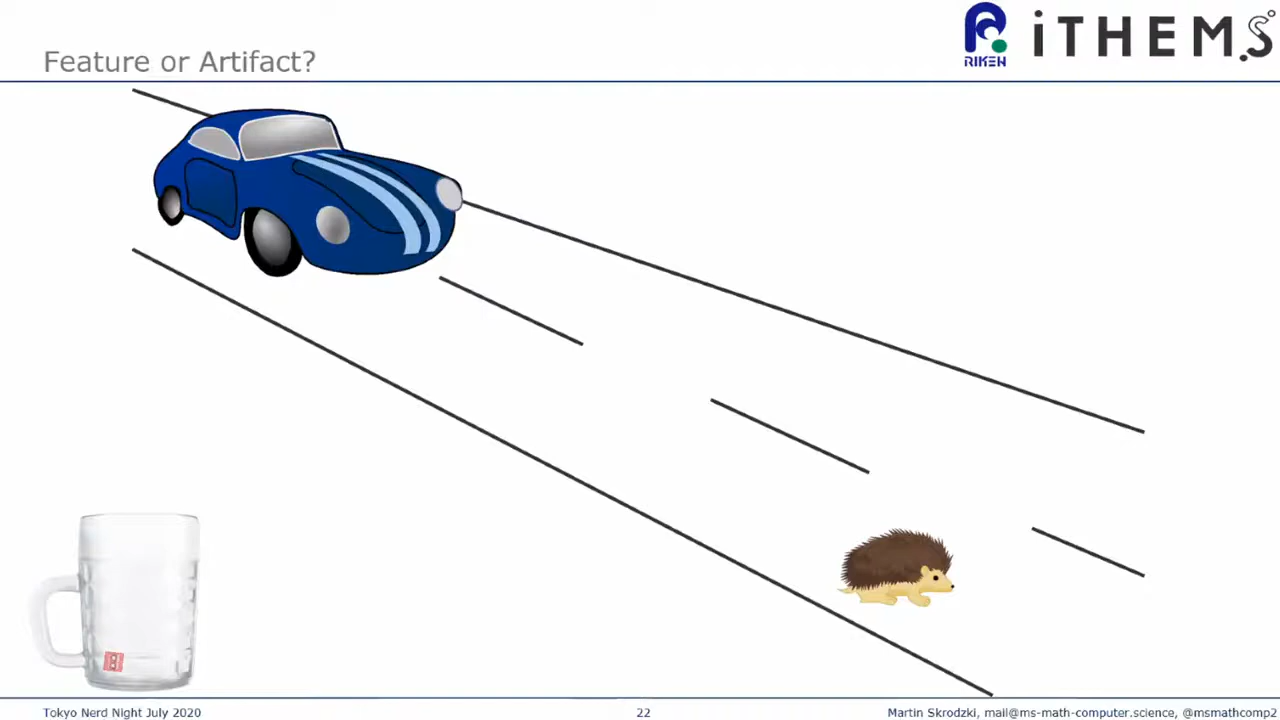 Feature or Artifact?
RIKEN
iTHEMS
Tokyo Nerd Night July 2020
22
Martin Skrodzki, mail@ms-math-computer.science, @msmathcomp2